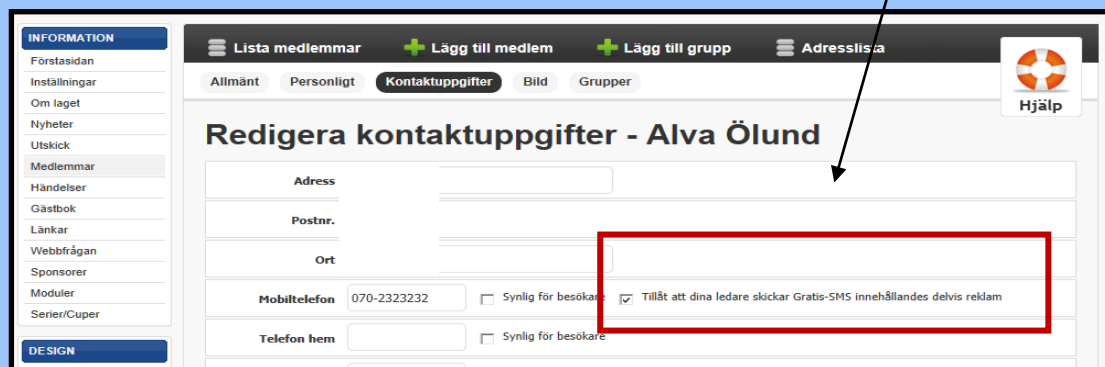 INFORMATION
Förstasidan
Inställningar
Om laget
Nyheter
Utskick
Medlemmar
Händelser
Gästbok
Länkar
Webbfrågan
Sponsorer
Moduler
Serier/Cuper
DESIGN
Lista medlemmar Lägg till medlem Lägg till grupp Adresslista
Hjälp
Allmänt Personligt Kontaktuppgifter Bild Grupper
Redigera kontaktuppgifter - Alva Ölund
Adress
Postnr.
Ort
Mobiltelefon 070-2323232 Synlig för besökare Tillåt att dina ledare skickar Gratis-SMS innehållandes delvis reklam
Telefon hem Synlig för besökare